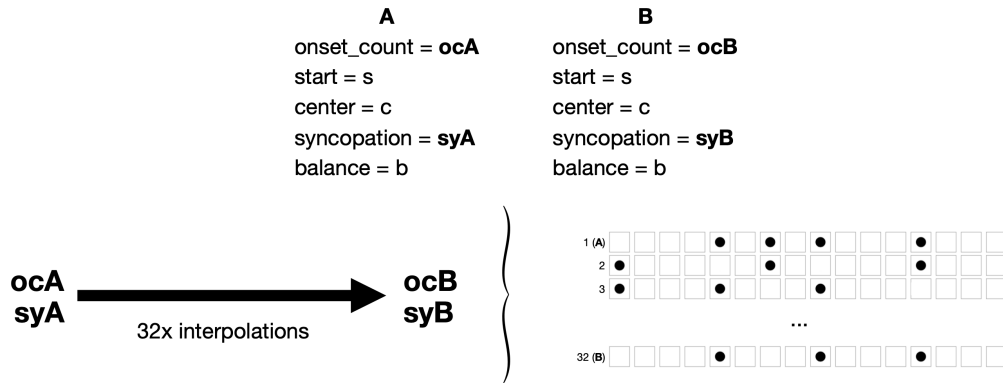 A
onset_count = ocA
start = s
center = c
syncopation = syA
balance = b
B
onset_count = ocB
start = s
center = c
syncopation = syB
balance = b
ocA
syA
32x interpolations
ocB
syB
1 (A)
2
3
...
32 (B)